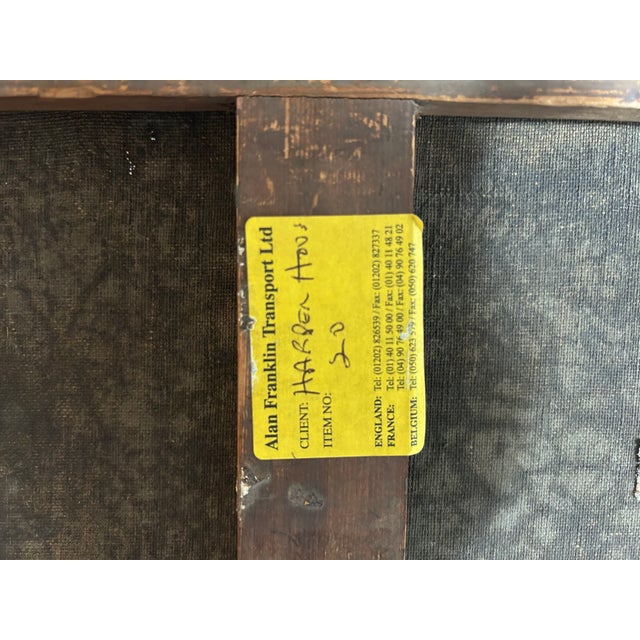 Alan Franklin Transport Ltd
CLIENT: HARPER HOUS
ITEM NO: 20
ENGLAND: Tel: (01202) 826539 / Fax: (01202) 827337
FRANCE: Tel: (01) 40 11 50 00 / Fax: (01) 40 11 48 21
Tel: (04) 90 76 49 00 / Fax: (04) 90 76 49 02
BELGIUM: Tel: (050) 623 579 / Fax: (050) 620 747